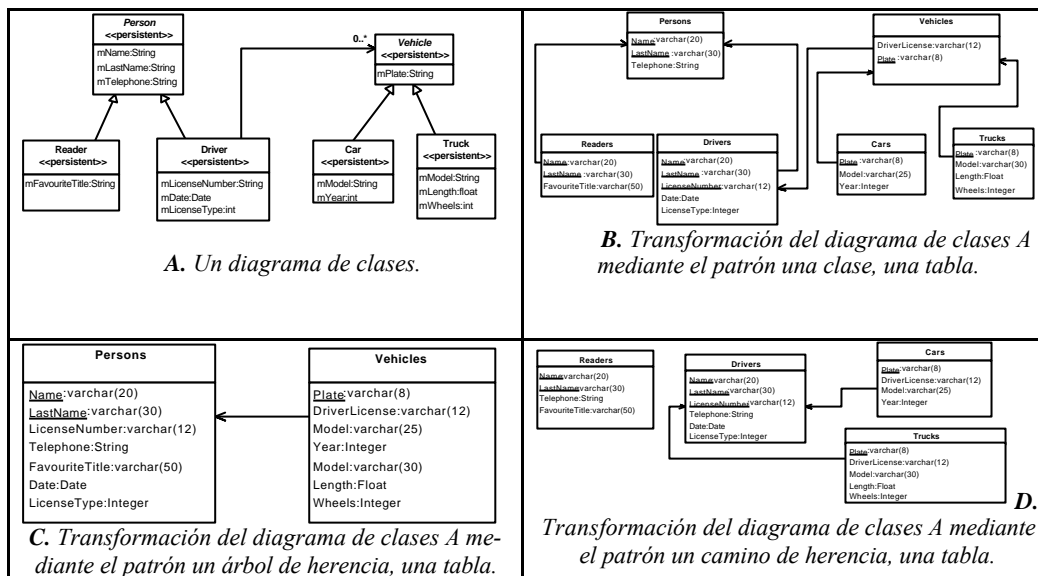 Person
<<persistent>>
mName:String
mLastName:String
mTelephone:String
0..*
Vehicle
<<persistent>>
mPlate:String
Reader
<<persistent>>
mFavouriteTitle:String
Driver
<<persistent>>
mLicenseNumber:String
mDate:Date
mLicenseType:int
Car
<<persistent>>
mModel:String
mYear:int
Truck
<<persistent>>
mModel:String
mLength:float
mWheels:int
A. Un diagrama de clases.
Persons
Name:varchar(20)
LastName:varchar(30)
Telephone:String
Vehicles
DriverLicense:varchar(12)
Plate:varchar(8)
Readers
Name:varchar(20)
LastName:varchar(30)
FavouriteTitle:varchar(50)
Drivers
Name:varchar(20)
LastName:varchar(30)
LicenseNumber:varchar(12)
Date:Date
LicenseType:Integer
Cars
Plate:varchar(8)
Model:varchar(25)
Year:Integer
Trucks
Plate:varchar(8)
Model:varchar(30)
Length:Float
Wheels:Integer
B. Transformación del diagrama de clases A
mediante el patrón una clase, una tabla.
Persons
Name:varchar(20)
LastName:varchar(30)
LicenseNumber:varchar(12)
Telephone:String
FavouriteTitle:varchar(50)
Date:Date
LicenseType:Integer
Vehicles
Plate:varchar(8)
DriverLicense:varchar(12)
Model:varchar(25)
Year:Integer
Model:varchar(30)
Length:Float
Wheels:Integer
C. Transformación del diagrama de clases A me-
diante el patrón un árbol de herencia, una tabla.
Readers
Name:varchar(20)
LastName:varchar(30)
Telephone:String
FavouriteTitle:varchar(50)
Drivers
Name:varchar(20)
LastName:varchar(30)
LicenseNumber:varchar(12)
Telephone:String
Date:Date
LicenseType:Integer
Cars
Plate:varchar(8)
DriverLicense:varchar(12)
Model:varchar(25)
Year:Integer
Trucks
Plate:varchar(8)
DriverLicense:varchar(12)
Model:varchar(30)
Length:Float
Wheels:Integer
D.
Transformación del diagrama de clases A mediante
el patrón un camino de herencia, una tabla.